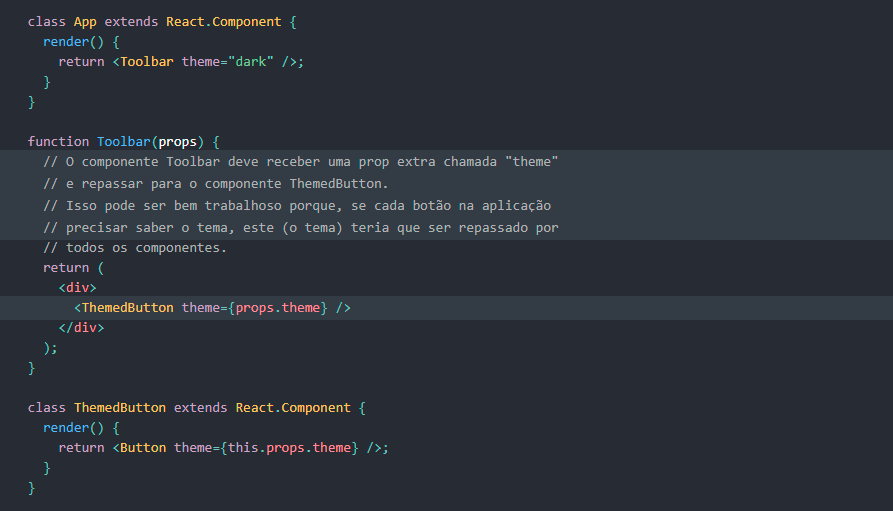 class App extends React.Component {
  render() {
    return <Toolbar theme="dark" />;
  }
}

function Toolbar(props) {
  // O componente Toolbar deve receber uma prop extra chamada "theme"
  // e repassar para o componente ThemedButton.
  // Isso pode ser bem trabalhoso porque, se cada botão na aplicação
  // precisar saber o tema, este (o tema) teria que ser repassado por
  // todos os componentes.
  return (
    <div>
      <ThemedButton theme={props.theme} />
    </div>
  );
}

class ThemedButton extends React.Component {
  render() {
    return <Button theme={this.props.theme} />;
  }
}